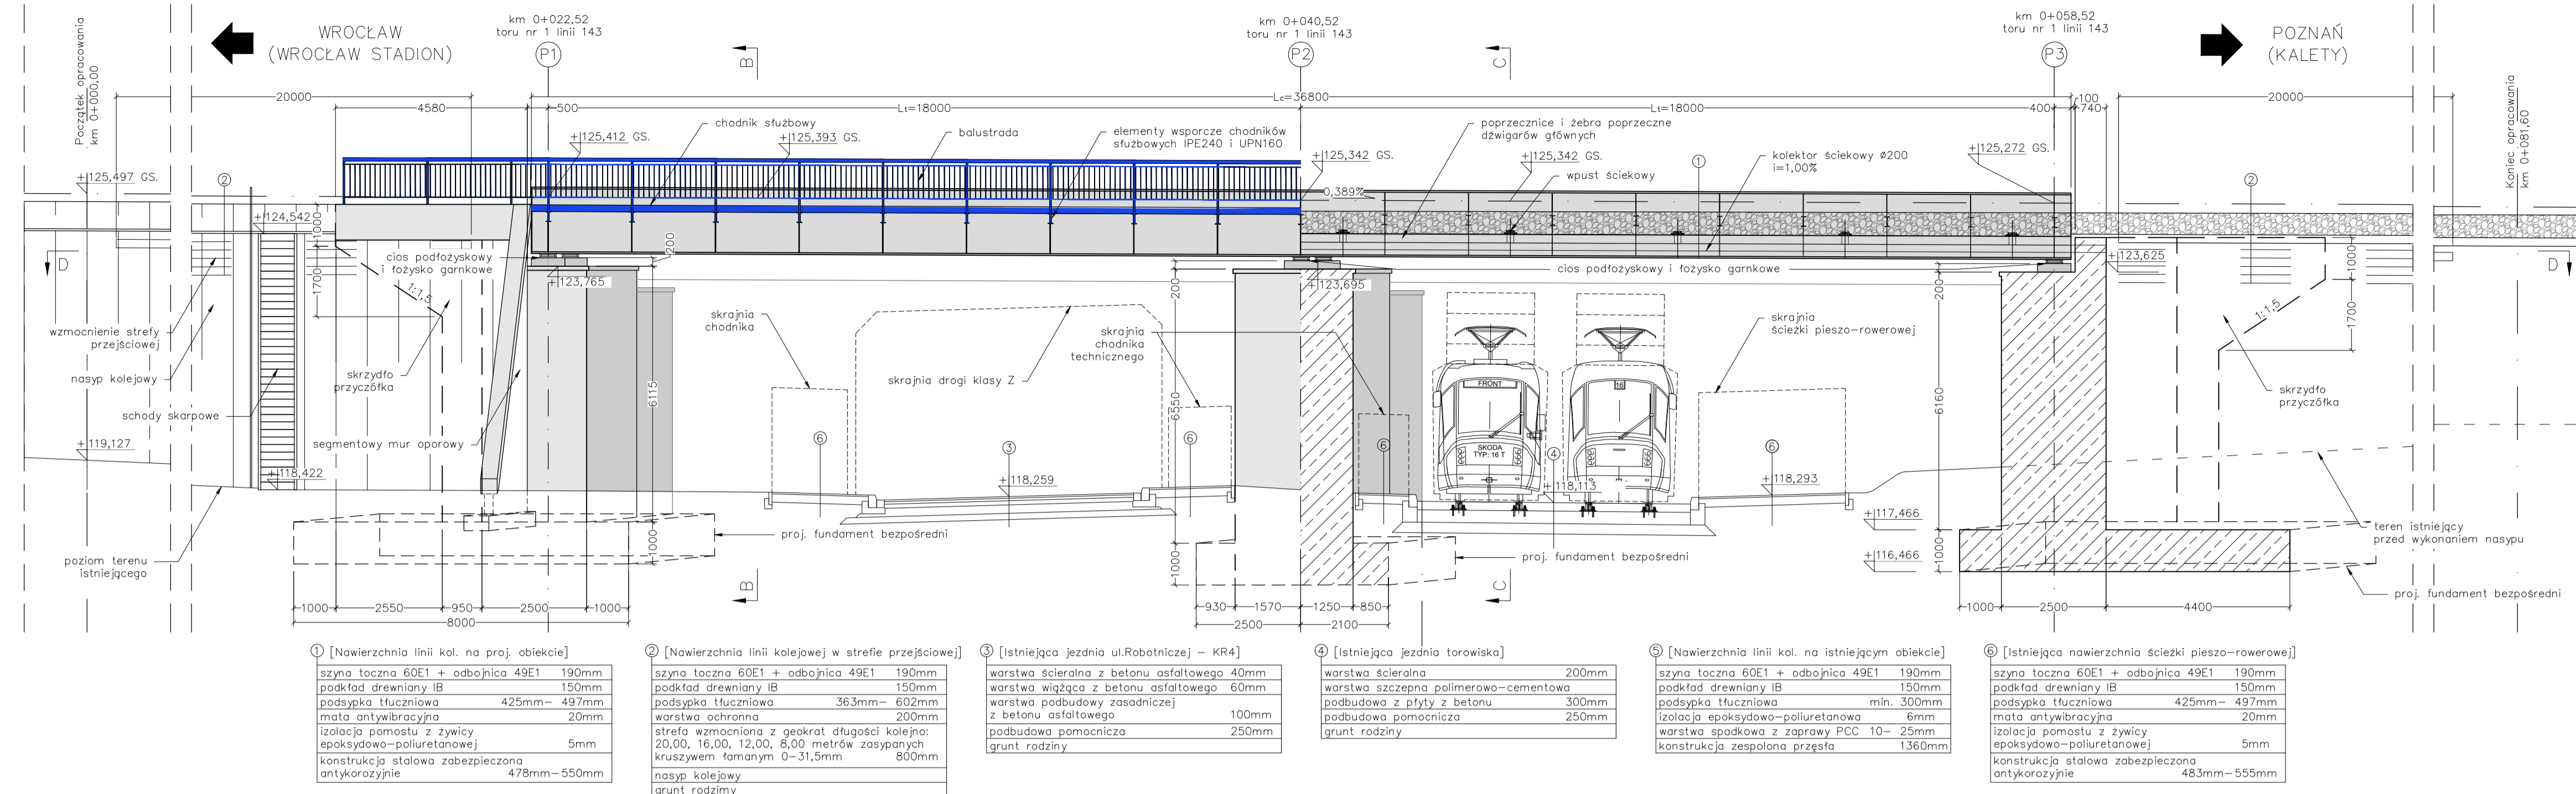 Początek opracowania
km 0+000,00
WROCŁAW
(WROCŁAW STADION)
km 0+022,52
toru nr 1 linii 143
P1
B
km 0+040,52
toru nr 1 linii 143
P2
C
km 0+058,52
toru nr 1 linii 143
P3
POZNAŃ
(KALETY)
Koniec opracowania
km 0+081,60
20000
4580
500
Lt=18000
Lc=36800
Lt=18000
400
100
740
20000
+125,412 GS.
chodnik służbowy
+125,393 GS.
balustrada
elementy wsporcze chodników
służbowych IPE240 i UPN160
+125,342 GS.
poprzecznice i żebra poprzeczne
dźwigarów głównych
+125,342 GS.
wpust ściekowy
1
kolektor ściekowy Ø200
i=1,00%
+125,272 GS.
+125,497 GS.
2
0,389%
2
+124,542
1000
1700
D
cios podłożyskowy
i łożysko garnkowe
200
+123,765
200
+123,695
cios podłożyskowy i łożysko garnkowe
200
+123,625
1000
1700
D
1:1,5
1:1,5
wzmocnienie strefy
przejściowej
nasyp kolejowy
schody skarpowe
skrzydło
przyczółka
segmentowy mur oporowy
6115
skrajnia
chodnika
skrajnia drogi klasy Z
skrajnia
chodnika
technicznego
6550
FRONT
SKODA
TYP: 16 T
16
skrajnia
ścieżki pieszo-rowerowej
6160
skrzydło
przyczółka
+119,127
+118,422
6
3
6
6
4
6
+118,259
+118,113
+118,293
+117,466
+116,466
poziom terenu
istniejącego
1000
proj. fundament bezpośredni
1000
proj. fundament bezpośredni
1000
teren istniejący
przed wykonaniem nasypu
proj. fundament bezpośredni
B
C
1000
2550
950
2500
1000
8000
930
1570
1250
850
2500
2100
1000
2500
4400
1 [Nawierzchnia linii kol. na proj. obiekcie]
szyna toczna 60E1 + odbojnica 49E1 190mm
podkład drewniany IB 150mm
podsypka tłuczniowa 425mm– 497mm
mata antywibracyjna 20mm
izolacja pomostu z żywicy
epoksydowo–poliuretanowej 5mm
konstrukcja stalowa zabezpieczona
antykorozyjnie 478mm–550mm
2 [Nawierzchnia linii kolejowej w strefie przejściowej]
szyna toczna 60E1 + odbojnica 49E1 190mm
podkład drewniany IB 150mm
podsypka tłuczniowa 363mm– 602mm
warstwa ochronna 200mm
strefa wzmocniona z geokrat długości kolejno:
20,00, 16,00, 12,00, 8,00 metrów zasypanych
kruszywem łamanym 0–31,5mm 800mm
nasyp kolejowy
grunt rodzimy
3 [Istniejąca jezdnia ul.Robotniczej – KR4]
warstwa ścieralna z betonu asfaltowego 40mm
warstwa wiążąca z betonu asfaltowego 60mm
warstwa podbudowy zasadniczej
z betonu asfaltowego 100mm
podbudowa pomocnicza 250mm
grunt rodziny
4 [Istniejąca jezdnia torowiska]
warstwa ścieralna 200mm
warstwa szczepna polimerowo–cementowa
podbudowa z płyty z betonu 300mm
podbudowa pomocnicza 250mm
grunt rodziny
5 [Nawierzchnia linii kol. na istniejącym obiekcie]
szyna toczna 60E1 + odbojnica 49E1 190mm
podkład drewniany IB 150mm
podsypka tłuczniowa min. 300mm
izolacja epoksydowo–poliuretanowa 6mm
warstwa spadkowa z zaprawy PCC 10– 25mm
konstrukcja zespolona przęsła 1360mm
6 [Istniejąca nawierzchnia ścieżki pieszo–rowerowej]
szyna toczna 60E1 + odbojnica 49E1 190mm
podkład drewniany IB 150mm
podsypka tłuczniowa 425mm– 497mm
mata antywibracyjna 20mm
izolacja pomostu z żywicy
epoksydowo–poliuretanowej 5mm
konstrukcja stalowa zabezpieczona
antykorozyjnie 483mm–555mm